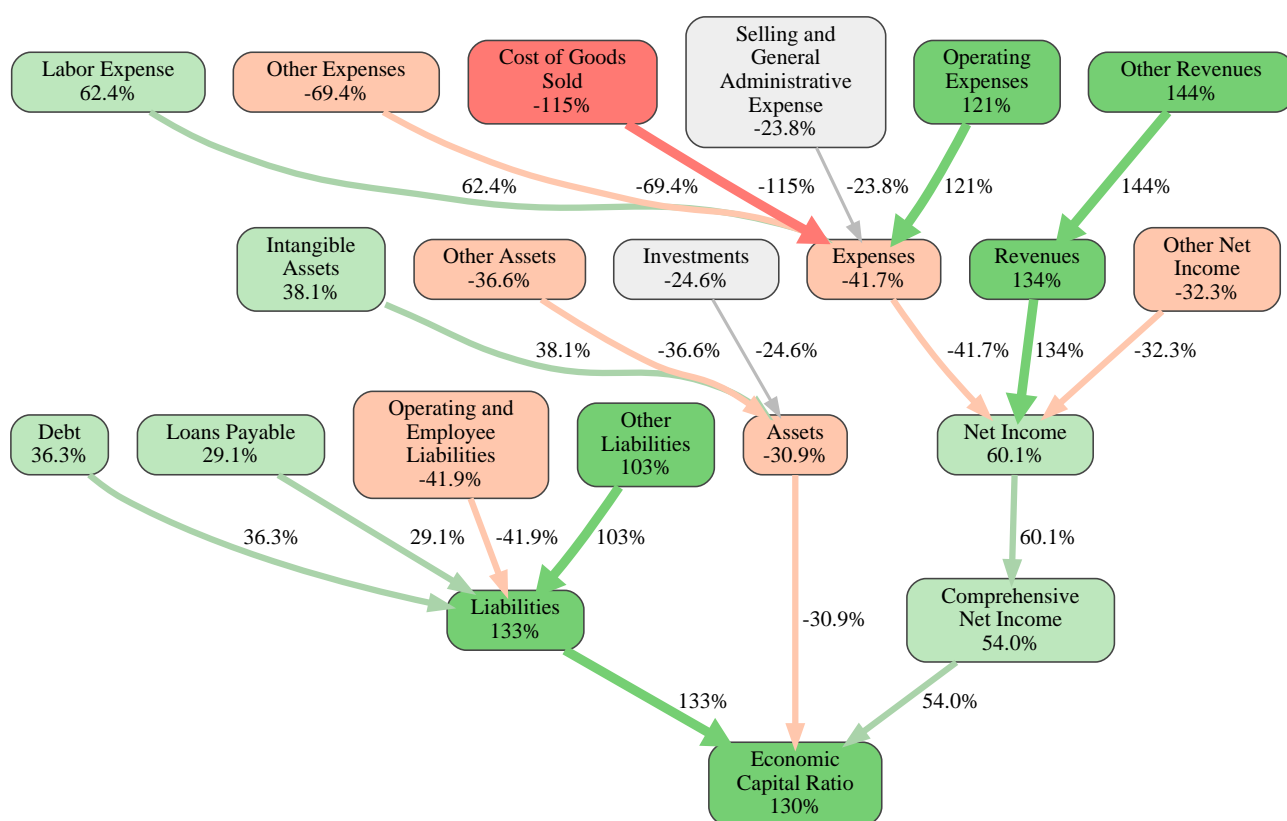 Labor Expense
62.4%
Other Expenses
-69.4%
Cost of Goods
Sold
-115%
Selling and
General
Administrative
Expense
-23.8%
Operating
Expenses
121%
Other Revenues
144%
62.4%
-69.4%
-115%
-23.8%
121%
144%
Intangible
Assets
38.1%
Other Assets
-36.6%
Investments
-24.6%
Expenses
-41.7%
Revenues
134%
Other Net
Income
-32.3%
38.1%
-36.6%
-24.6%
-41.7%
134%
-32.3%
Debt
36.3%
Loans Payable
29.1%
Operating and
Employee
Liabilities
-41.9%
Other
Liabilities
103%
Assets
-30.9%
Net Income
60.1%
36.3%
29.1%
-41.9%
103%
60.1%
Liabilities
133%
-30.9%
Comprehensive
Net Income
54.0%
133%
54.0%
Economic
Capital Ratio
130%